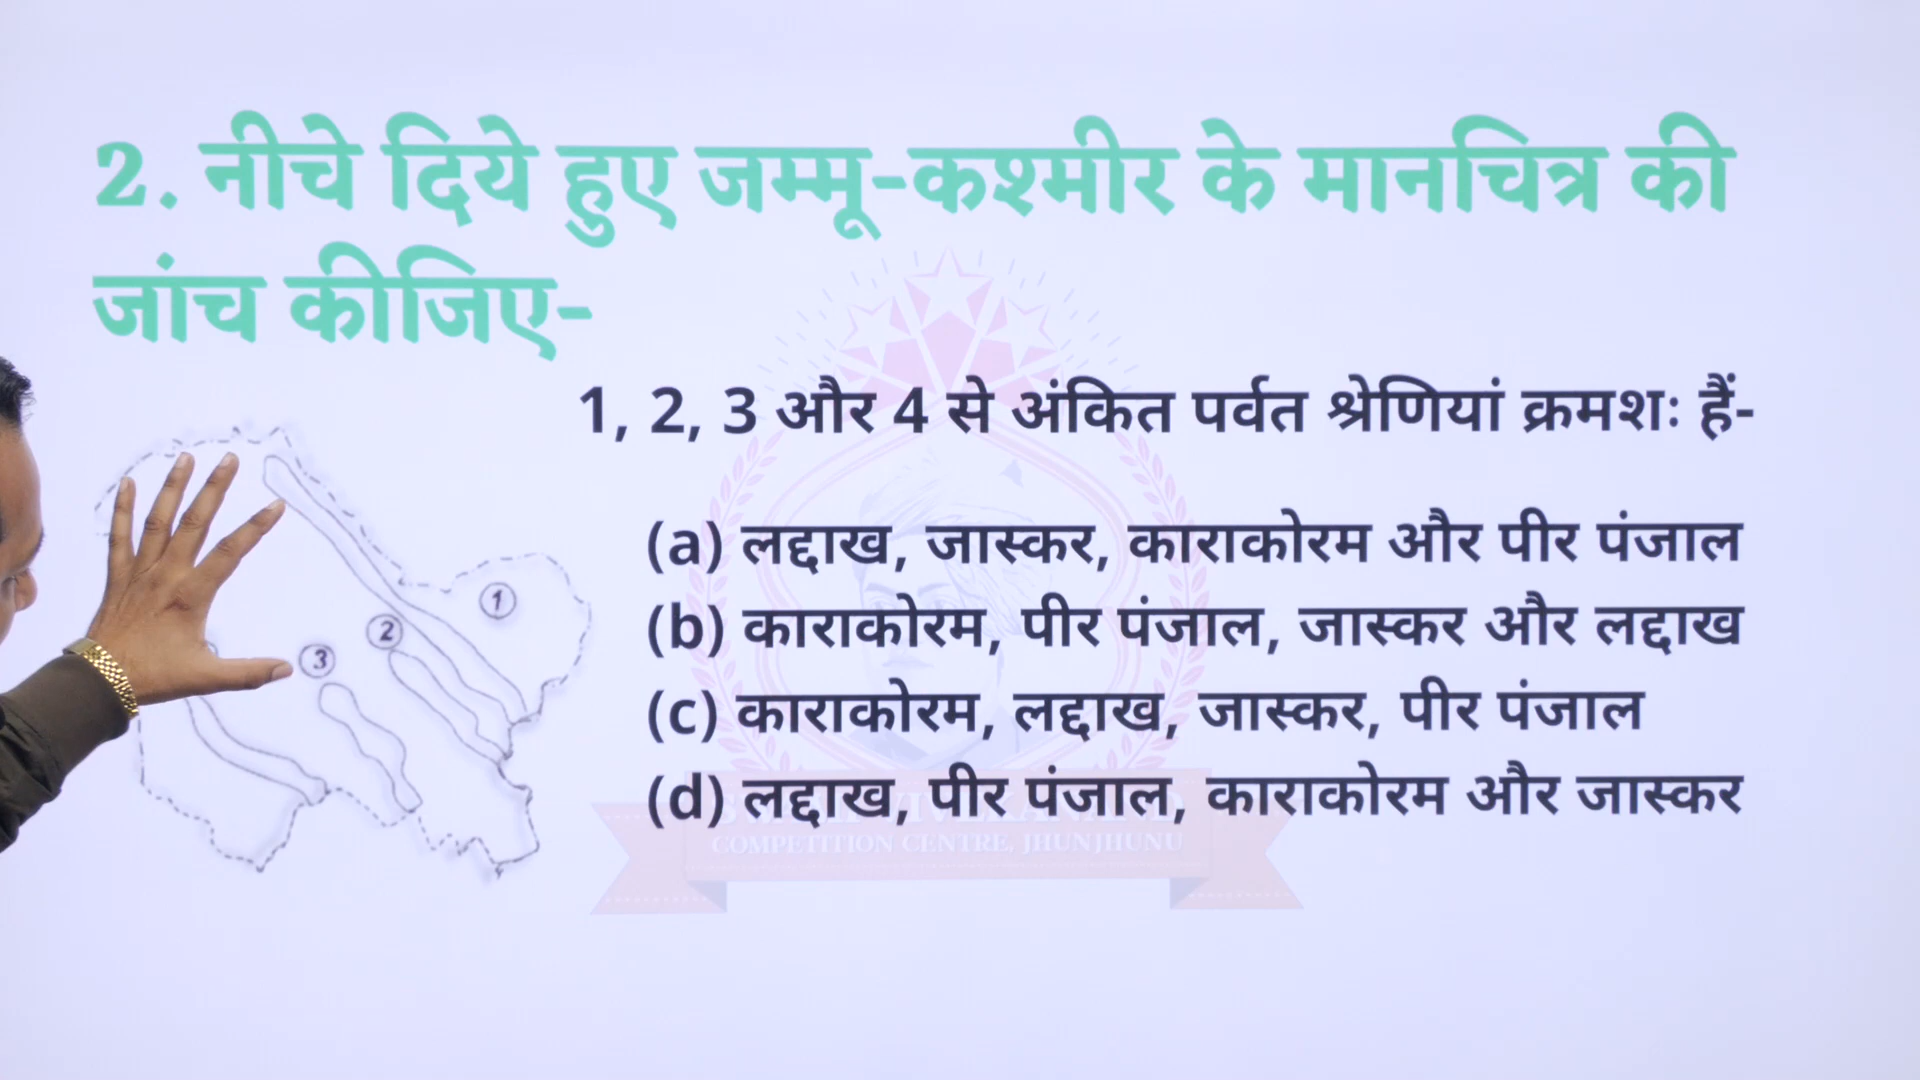 2. नीचे दिये हुए जम्मू-कश्मीर के मानचित्र की
जांच कीजिए-
1, 2, 3 और 4 से अंकित पर्वत श्रेणियां क्रमशः हैं-
(a) लद्दाख, जास्कर, काराकोरम और पीर पंजाल
(b) काराकोरम, पीर पंजाल, जास्कर और लद्दाख
(c) काराकोरम, लद्दाख, जास्कर, पीर पंजाल
(d) लद्दाख, पीर पंजाल, काराकोरम और जास्कर
1
2
3
COMPETITION CENTRE, JHUNJHUNU